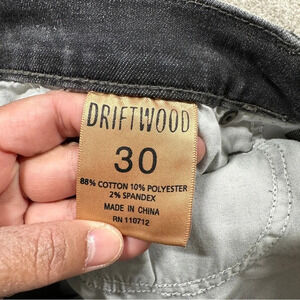 DRIFTWOOD
30
88% COTTON 10% POLYESTER
2% SPANDEX
MADE IN CHINA
RN 110712